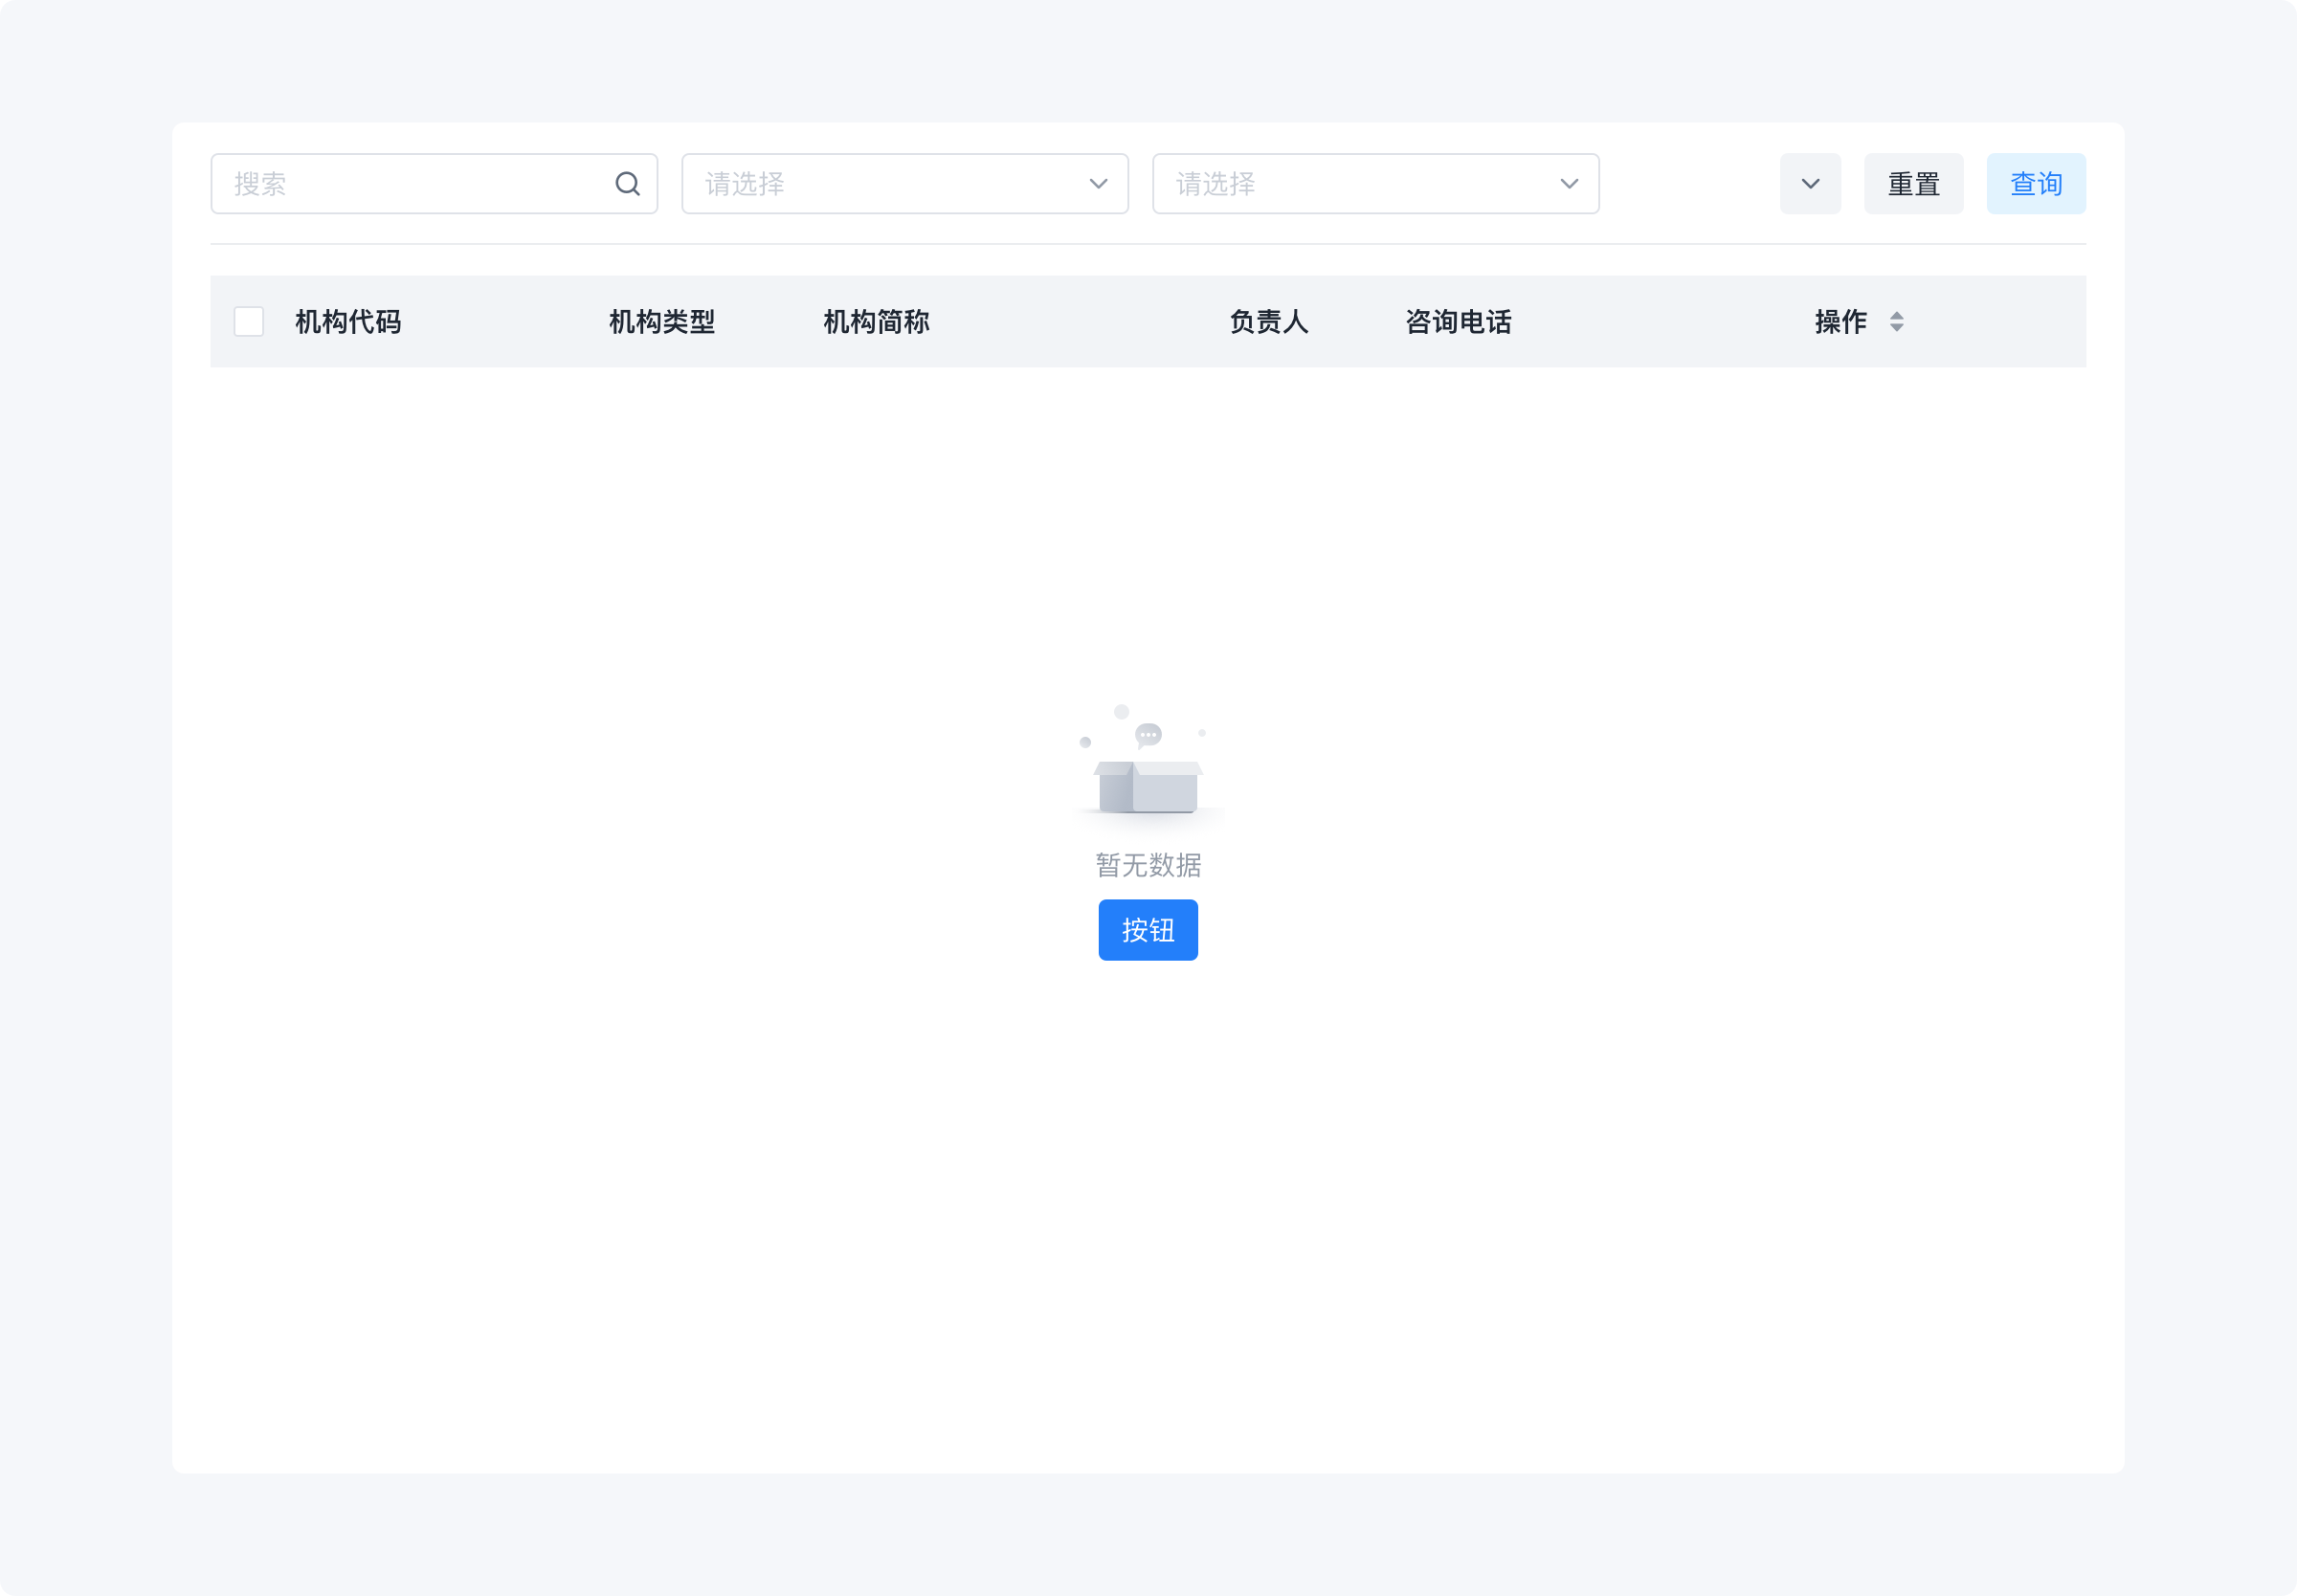 搜索 请选择 请选择 重置 查询
机构代码 机构类型 机构简称 负责人 咨询电话 操作
暂无数据
按钮